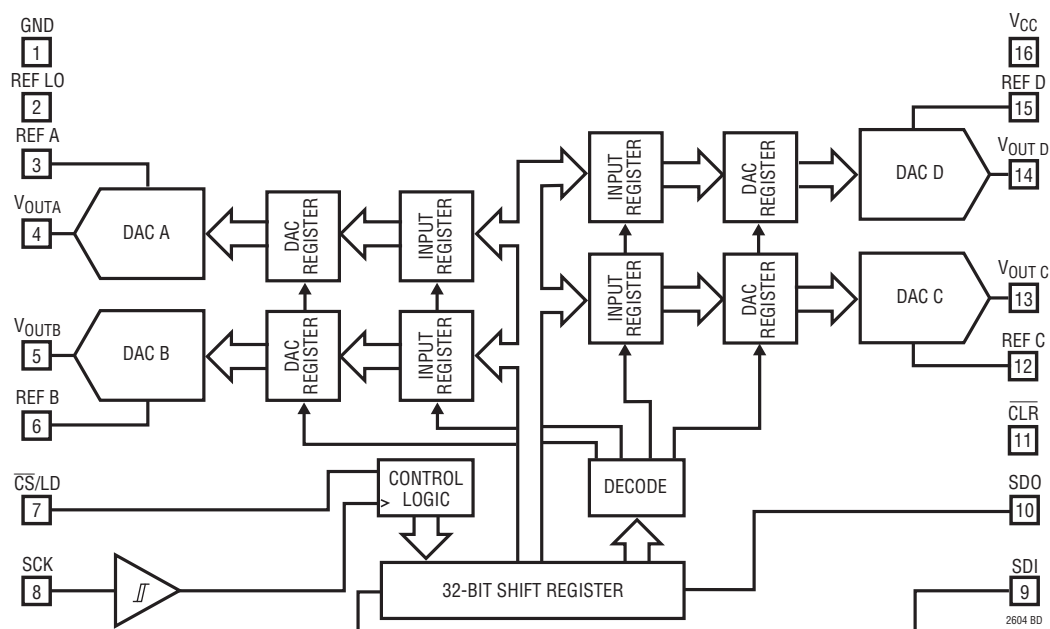 GND
1
REF LO
2
REF A
3
VOUTA
4
VOUTB
5
REF B
6
CS/LD
7
SCK
8
DAC A
DAC
REGISTER
INPUT
REGISTER
DAC B
DAC
REGISTER
INPUT
REGISTER
CONTROL
LOGIC
>
32-BIT SHIFT REGISTER
DECODE
INPUT
REGISTER
DAC
REGISTER
DAC D
INPUT
REGISTER
DAC
REGISTER
DAC C
VCC
16
REF D
15
VOUT D
14
VOUT C
13
REF C
12
CLR
11
SDO
10
SDI
9
2604 BD